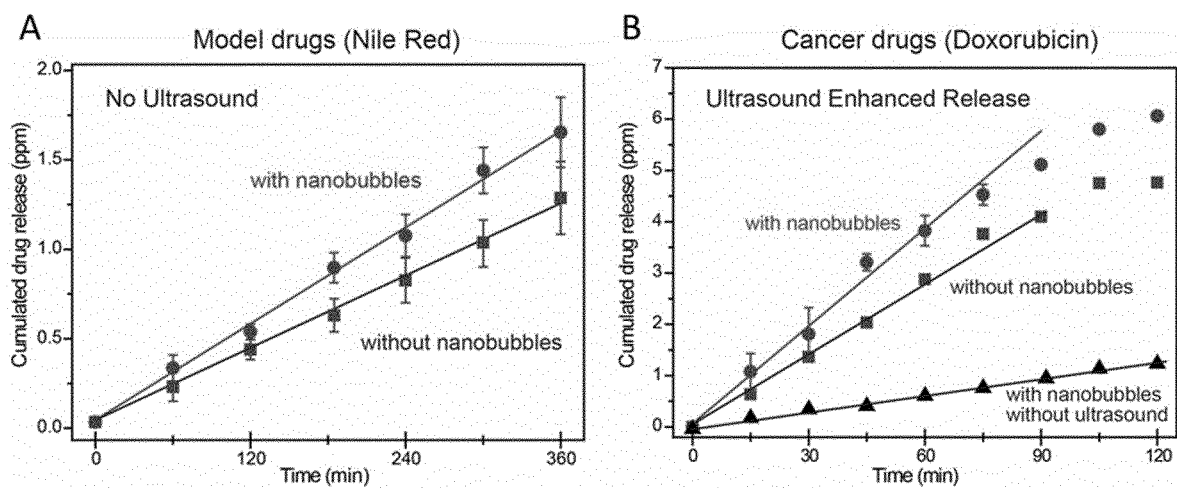 A
Model drugs (Nile Red)
2.0
1.5
1.0
0.5
0.0
Cumulated drug release (ppm)
No Ultrasound
with nanobubbles
without nanobubbles
0
120
240
360
Time (min)
B
Cancer drugs (Doxorubicin)
7
6
5
4
3
2
1
0
Cumulated drug release (ppm)
Ultrasound Enhanced Release
with nanobubbles
without nanobubbles
with nanobubbles
without ultrasound
0
30
60
90
120
Time (min)